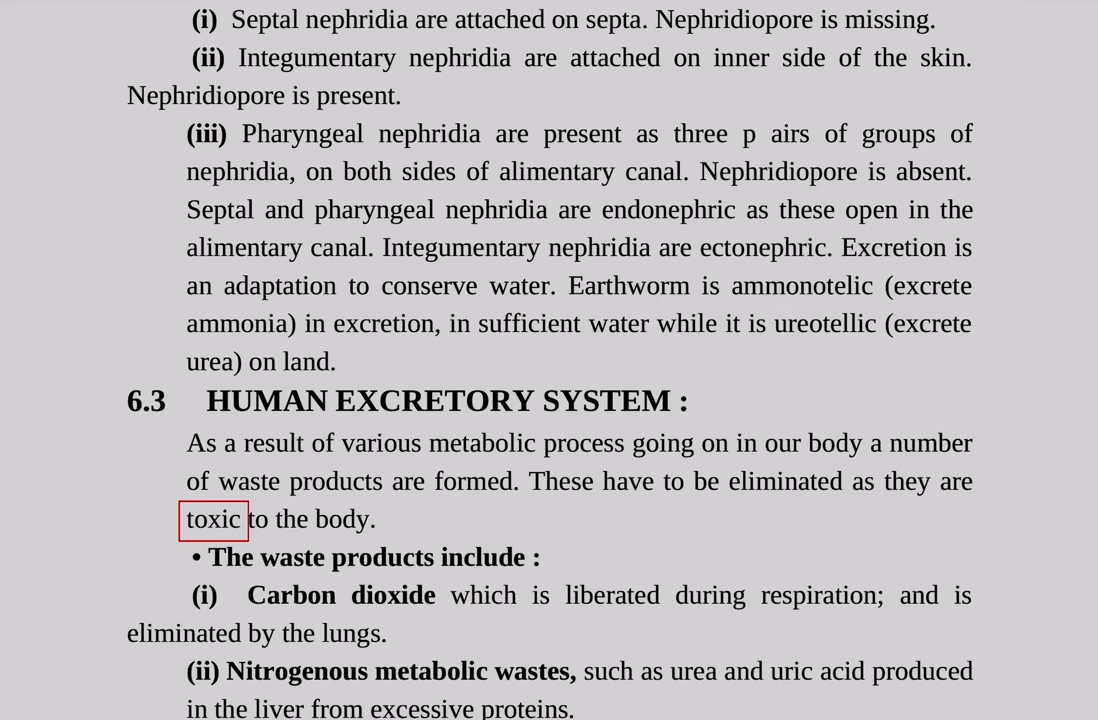 (i) Septal nephridia are attached on septa. Nephridiopore is missing.
(ii) Integumentary nephridia are attached on inner side of the skin.
Nephridiopore is present.
(iii) Pharyngeal nephridia are present as three p airs of groups of
nephridia, on both sides of alimentary canal. Nephridiopore is absent.
Septal and pharyngeal nephridia are endonephric as these open in the
alimentary canal. Integumentary nephridia are ectonephric. Excretion is
an adaptation to conserve water. Earthworm is ammonotelic (excrete
ammonia) in excretion, in sufficient water while it is ureotellic (excrete
urea) on land.
6.3 HUMAN EXCRETORY SYSTEM :
As a result of various metabolic process going on in our body a number
of waste products are formed. These have to be eliminated as they are
toxic to the body.
• The waste products include :
(i) Carbon dioxide which is liberated during respiration; and is
eliminated by the lungs.
(ii) Nitrogenous metabolic wastes, such as urea and uric acid produced
in the liver from excessive proteins.